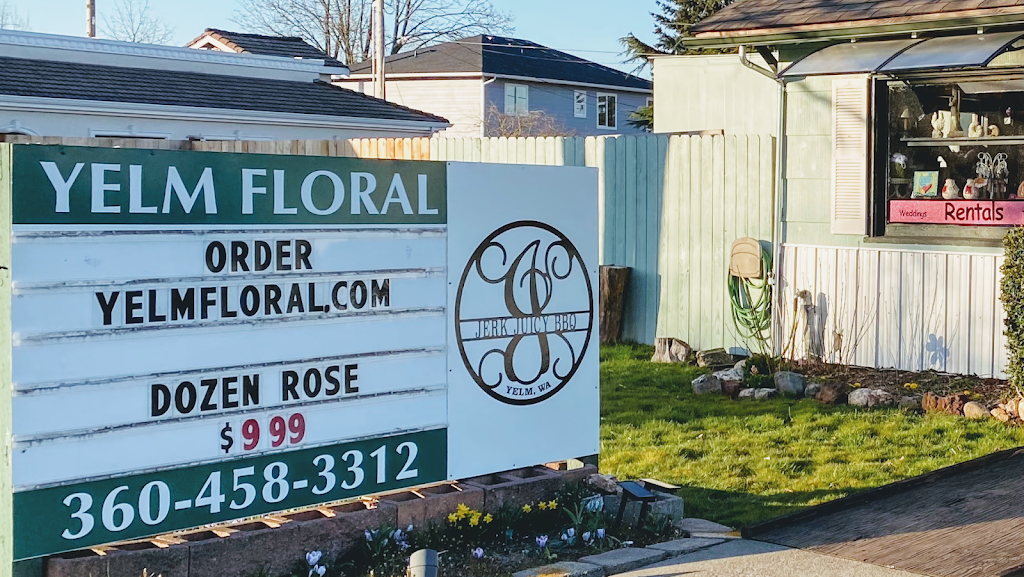 YELM FLORAL
ORDER
YELMFLORAL.COM
DOZEN ROSE
$9 99
360-458-3312
JERK JUICY BBQ
YELM, WA
Weddings Rentals